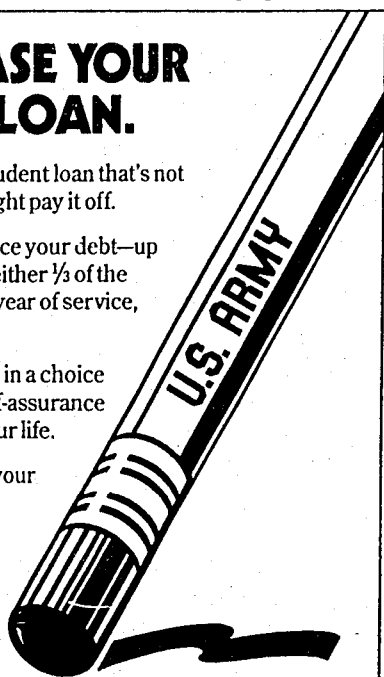 ASE YOUR
LOAN.
udent loan that's not
ght pay it off.
ce your debt—up
either ⅓ of the
year of service,
in a choice
f-assurance
ur life.
your
U.S. ARMY